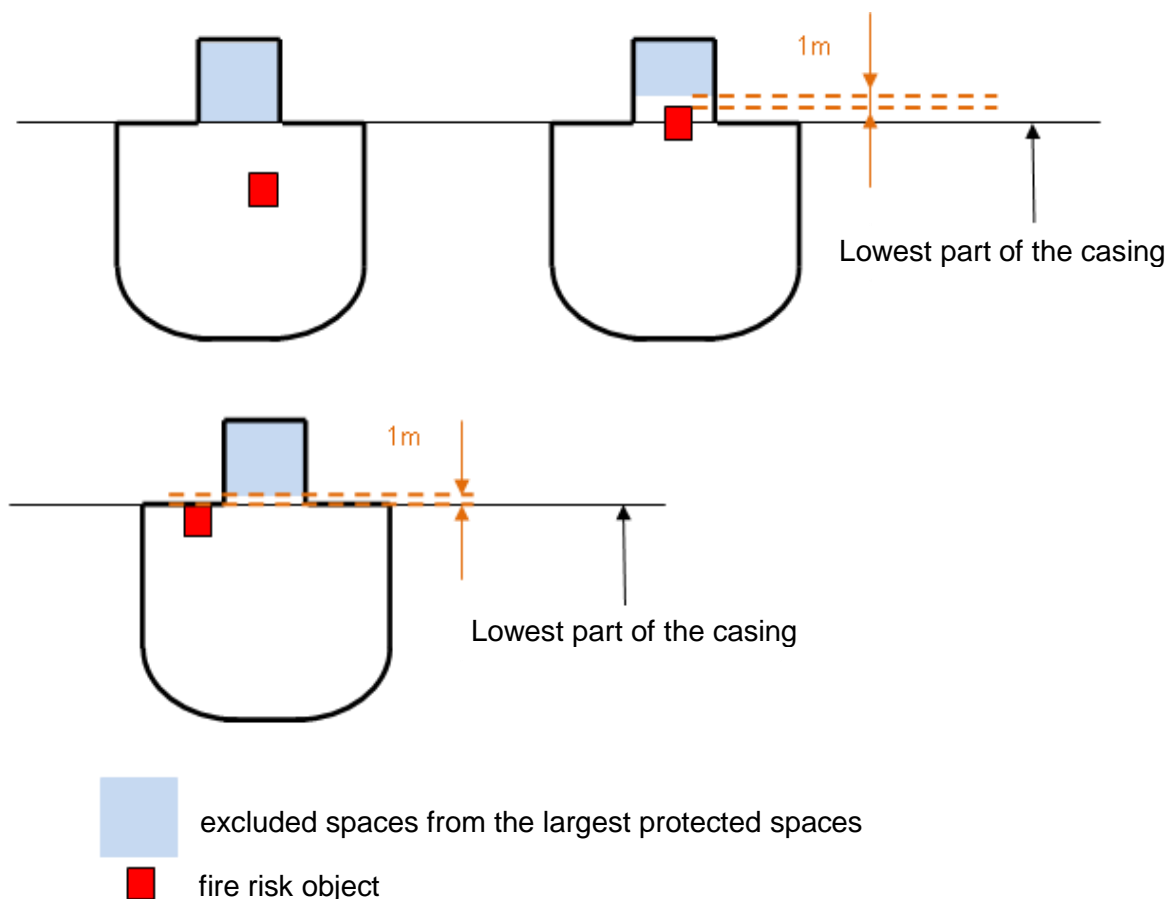 1m
Lowest part of the casing
1m
Lowest part of the casing
excluded spaces from the largest protected spaces
fire risk object